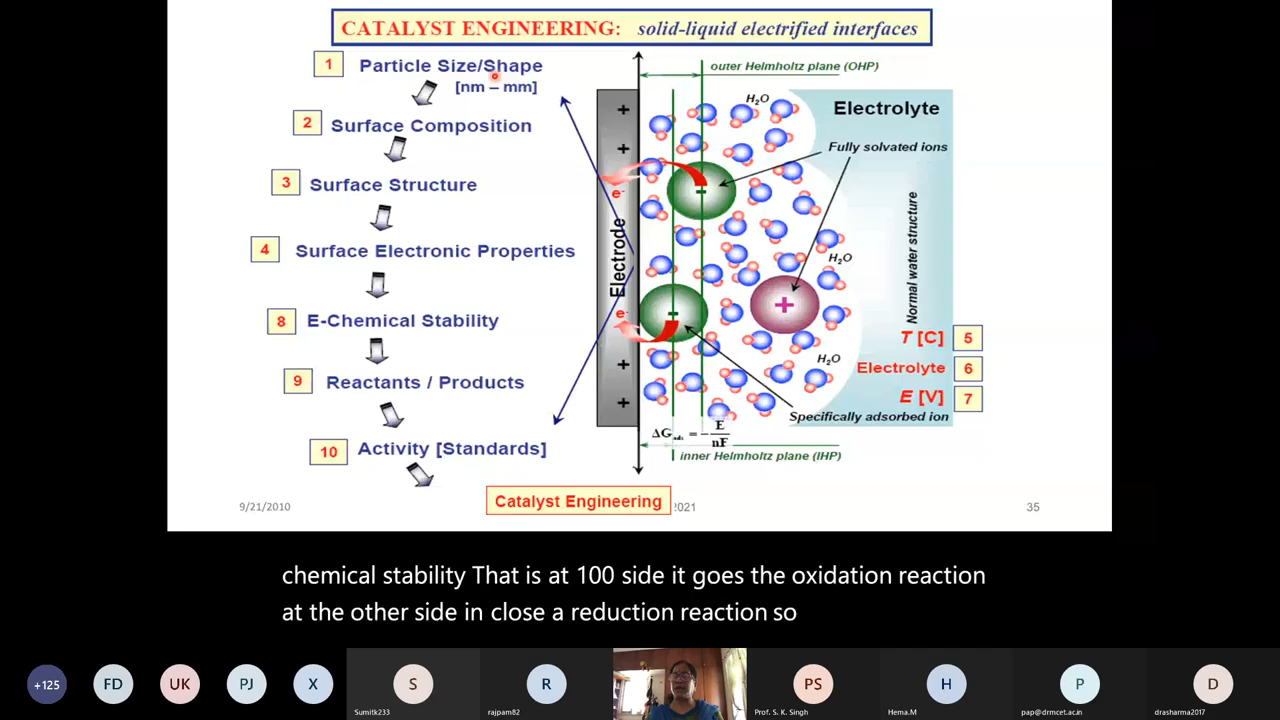 CATALYST ENGINEERING: solid-liquid electrified interfaces
1 Particle Size/Shape
[nm – mm]
2 Surface Composition
3 Surface Structure
4 Surface Electronic Properties
8 E-Chemical Stability
9 Reactants / Products
10 Activity [Standards]
outer Helmholtz plane (OHP)
+
+
+
+
Electrode
e-
e-
-
-
+
H2O
H2O
H2O
Electrolyte
Fully solvated ions
Normal water structure
T [C] 5
Electrolyte 6
E [V] 7
Specifically adsorbed ion
ΔGads = – E
nF
inner Helmholtz plane (IHP)
9/21/2010
Catalyst Engineering
2021
35
chemical stability That is at 100 side it goes the oxidation reaction
at the other side in close a reduction reaction so
+125
FD
UK
PJ
X
S
R
PS
H
P
D
Sumitk233
rajpam82
Prof. S. K. Singh
Hema.M
pap@drmcet.ac.in
drasharma2017